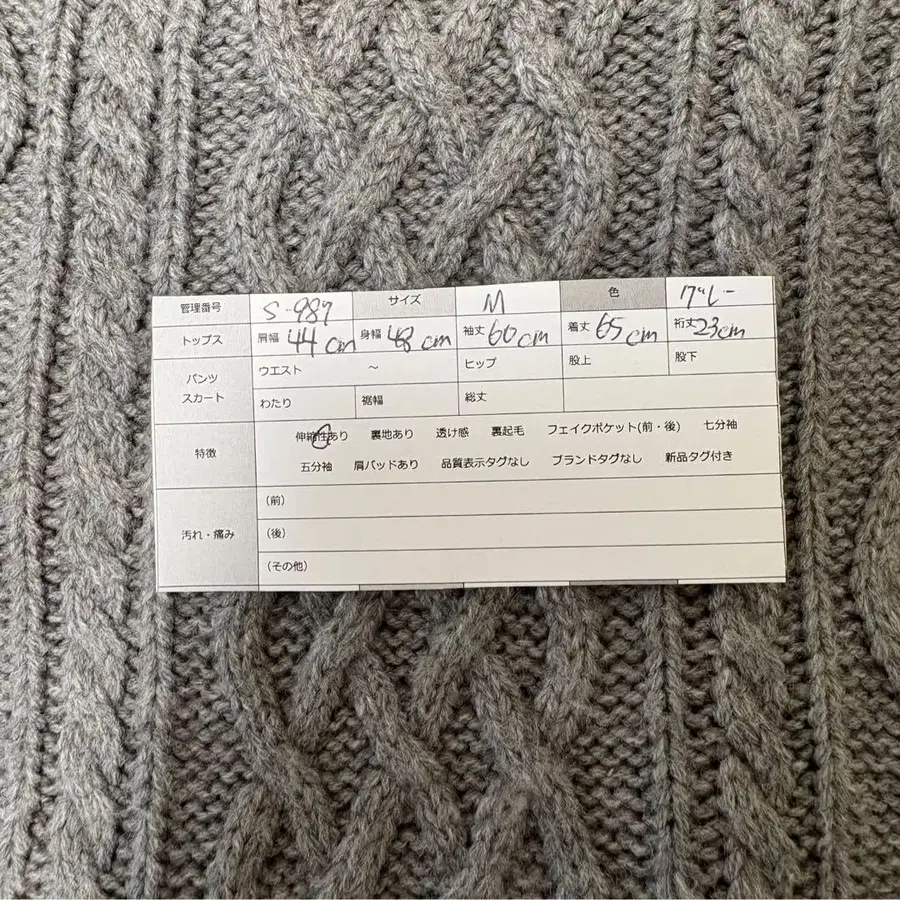 管理番号 S-987 サイズ M 色 グレー
トップス 肩幅 44cm 身幅 48cm 袖丈 60cm 着丈 65cm 裄丈 23cm
パンツ スカート ウエスト ～ ヒップ 股上 股下
わたり 裾幅 総丈
特徴 伸縮性あり 裏地あり 透け感 裏起毛 フェイクポケット(前・後) 七分袖
五分袖 肩パッドあり 品質表示タグなし ブランドタグなし 新品タグ付き
汚れ・痛み (前)
(後)
(その他)